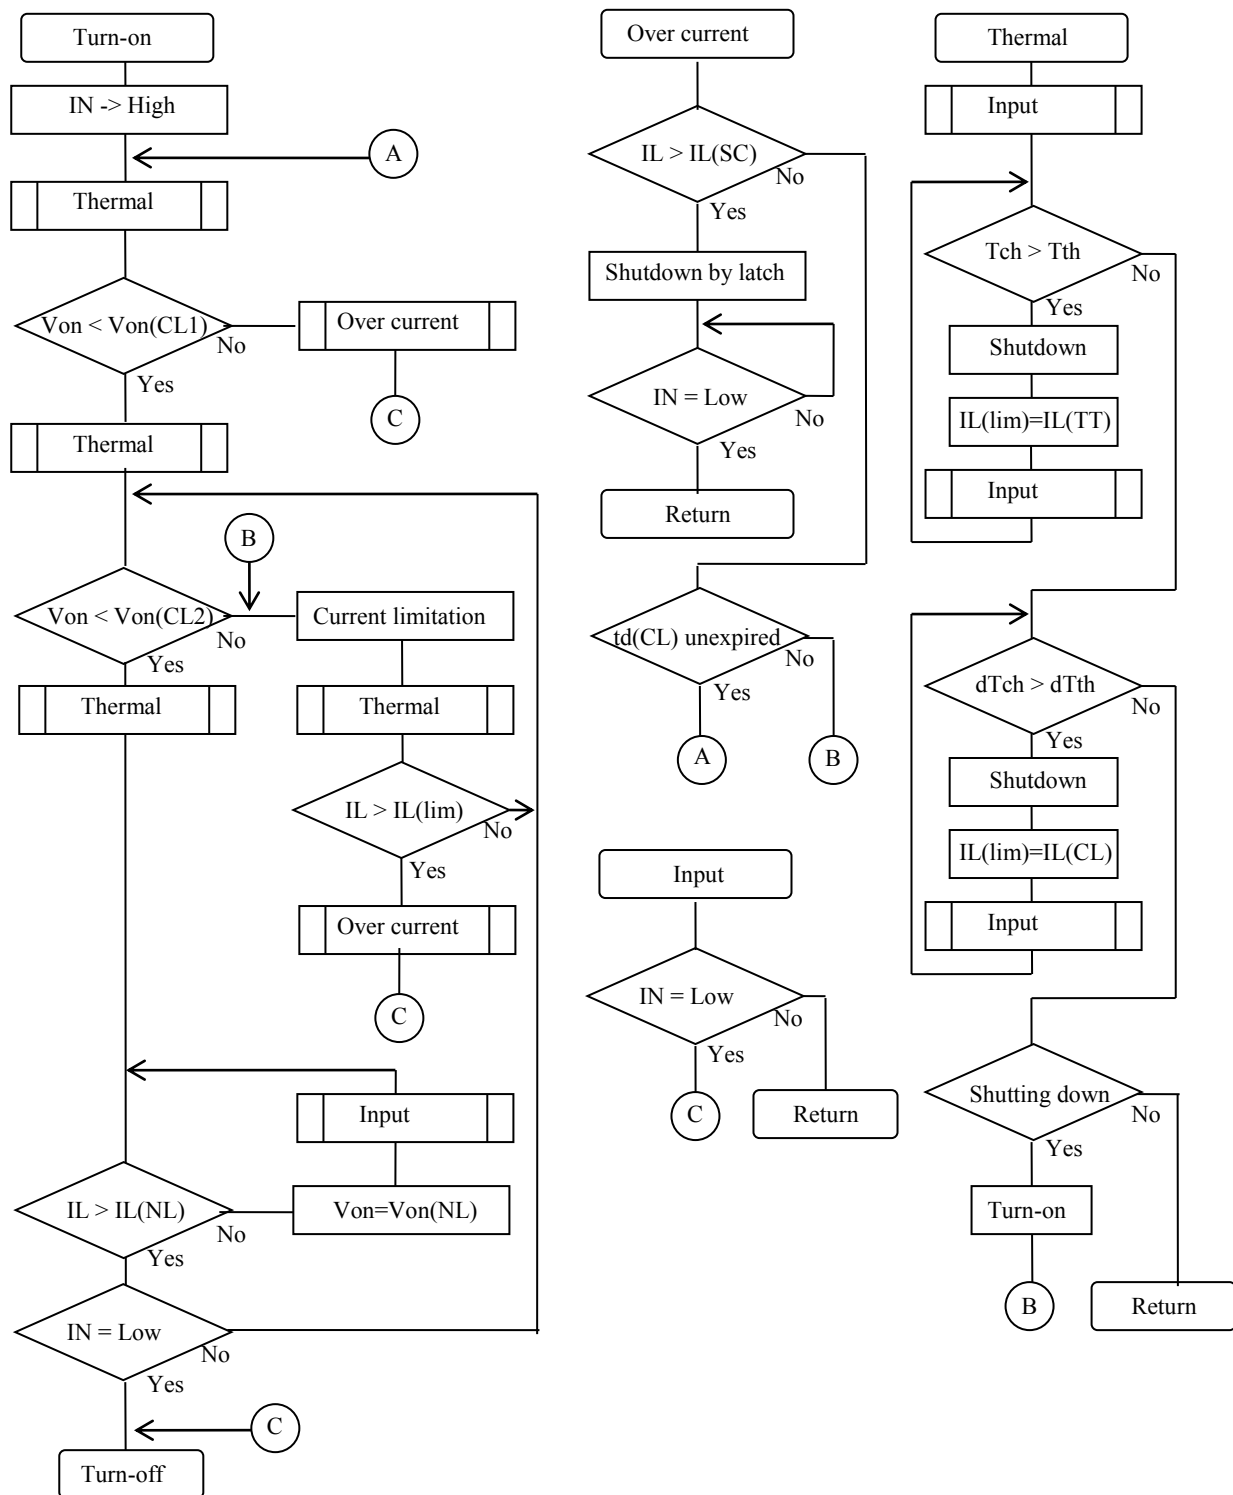 Turn-on
IN -> High
A
Thermal
Von < Von(CL1)
No
Yes
Over current
C
Thermal
B
Von < Von(CL2)
No
Yes
Current limitation
Thermal
Thermal
IL > IL(lim)
No
Yes
Over current
C
Input
IL > IL(NL)
No
Yes
Von=Von(NL)
IN = Low
No
Yes
C
Turn-off
Over current
IL > IL(SC)
No
Yes
Shutdown by latch
IN = Low
No
Yes
Return
td(CL) unexpired
No
Yes
A
B
Input
IN = Low
No
Yes
C
Return
Thermal
Input
Tch > Tth
No
Yes
Shutdown
IL(lim)=IL(TT)
Input
dTch > dTth
No
Yes
Shutdown
IL(lim)=IL(CL)
Input
Shutting down
No
Yes
Turn-on
B
Return